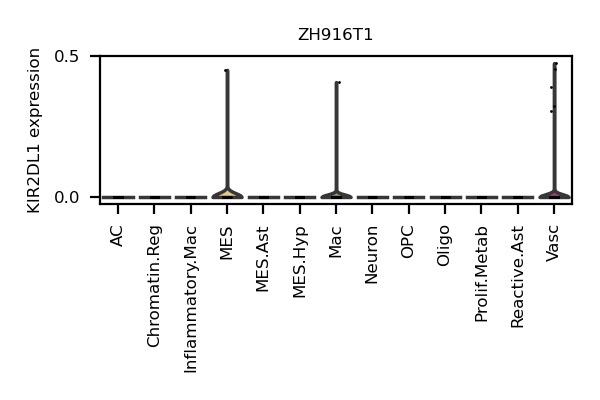 ZH916T1
KIR2DL1 expression
0.5
0.0
AC
Chromatin.Reg
Inflammatory.Mac
MES
MES.Ast
MES.Hyp
Mac
Neuron
OPC
Oligo
Prolif.Metab
Reactive.Ast
Vasc